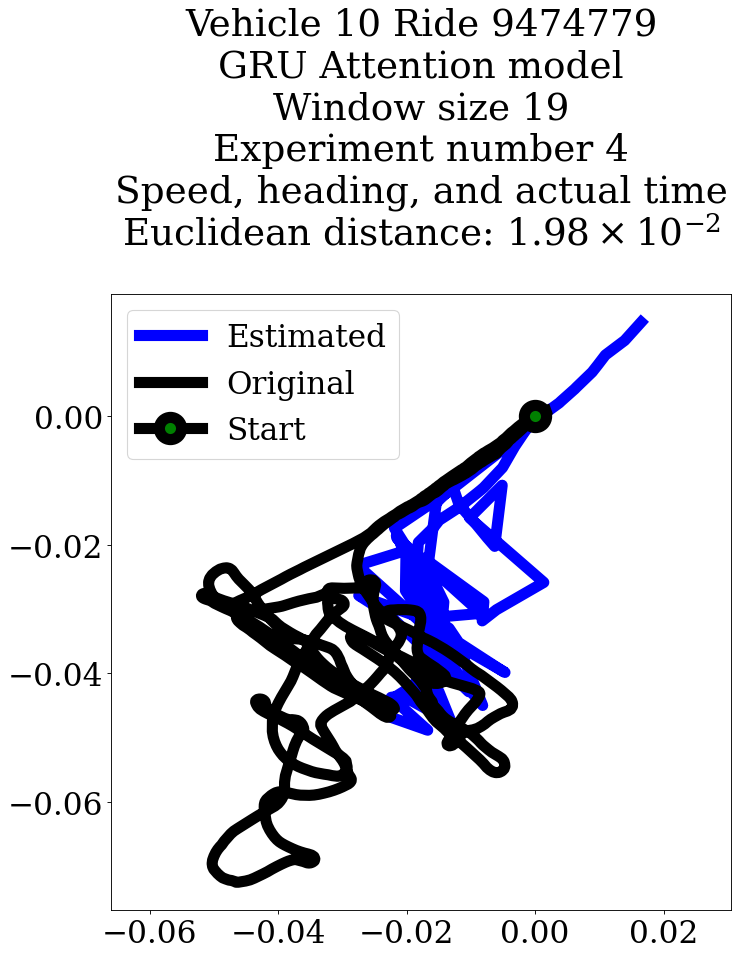 Vehicle 10 Ride 9474779
GRU Attention model
Window size 19
Experiment number 4
Speed, heading, and actual time
Euclidean distance: 1.98 × 10⁻²
Estimated
Original
Start
0.00
−0.02
−0.04
−0.06
−0.06 −0.04 −0.02 0.00 0.02